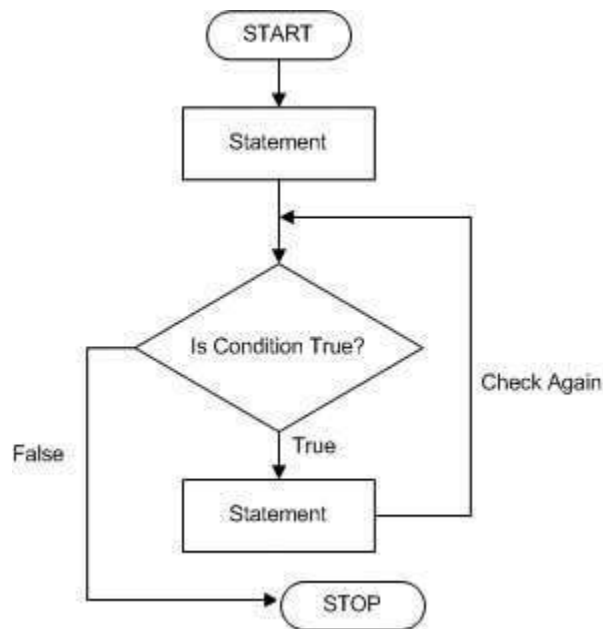 START
Statement
Is Condition True?
Check Again
False
True
Statement
STOP